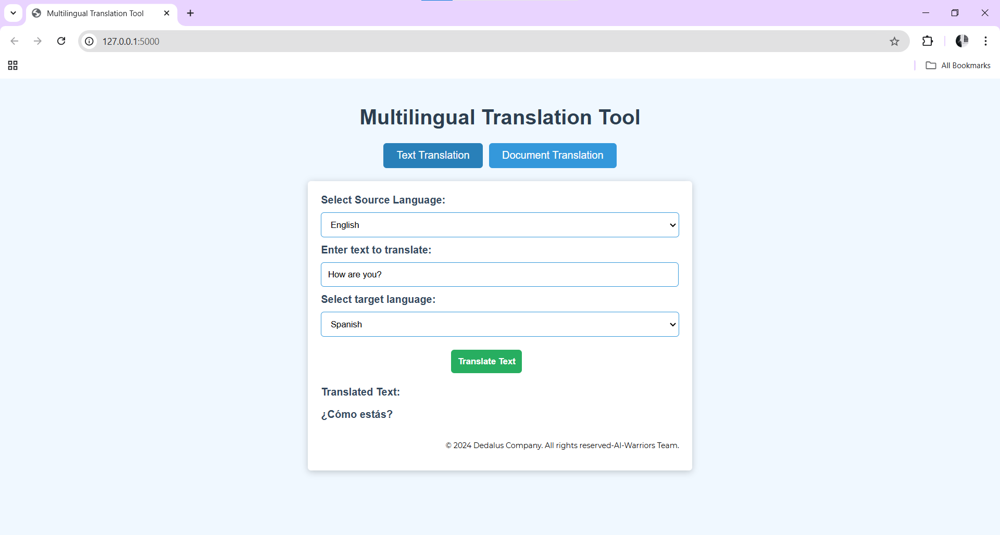 Multilingual Translation Tool
127.0.0.1:5000
All Bookmarks
Multilingual Translation Tool
Text Translation
Document Translation
Select Source Language:
English
Enter text to translate:
How are you?
Select target language:
Spanish
Translate Text
Translated Text:
¿Cómo estás?
© 2024 Dedalus Company. All rights reserved-AI-Warriors Team.